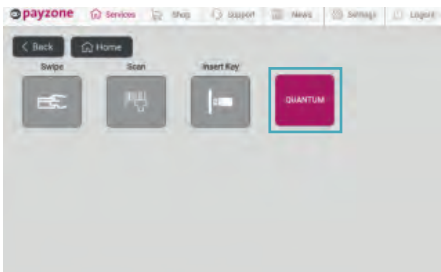 payzone Services Shop Support News Settings Logout
< Back Home
Swipe Scan Insert Key
QUANTUM